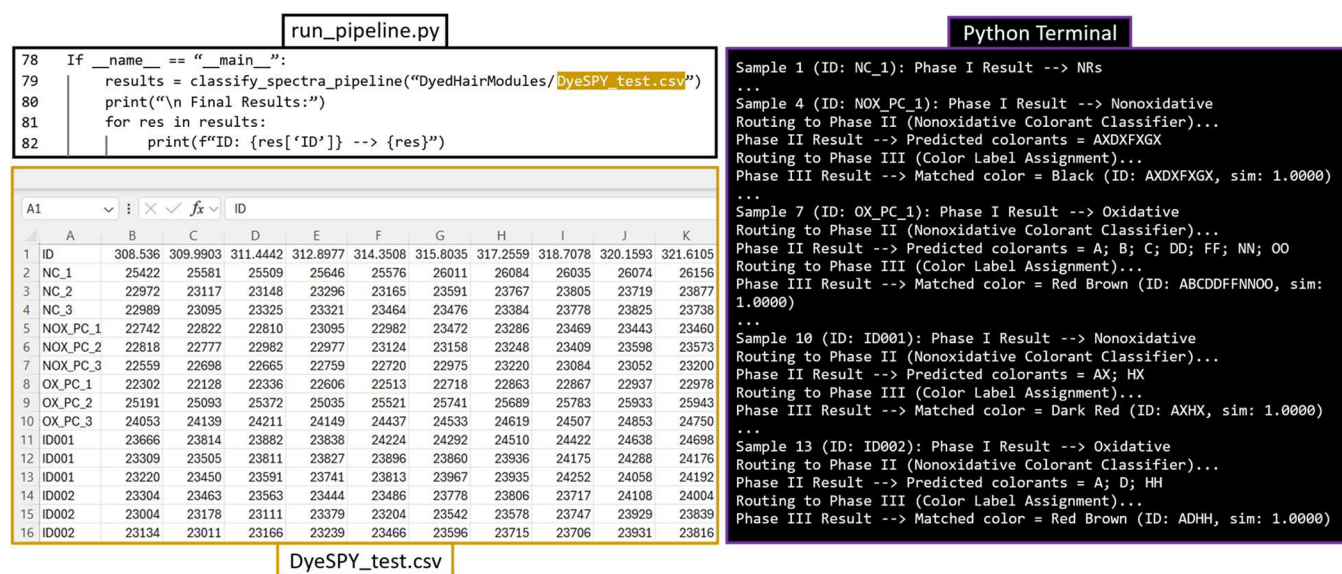 run_pipeline.py
78 If __name__ == “__main__”:
79 results = classify_spectra_pipeline(“DyedHairModules/DyeSPY_test.csv”)
80 print(“\n Final Results:”)
81 for res in results:
82 print(f“ID: {res[‘ID’]} --> {res}”)
A1 fx ID
A B C D E F G H I J K
1 ID 308.536 309.9903 311.4442 312.8977 314.3508 315.8035 317.2559 318.7078 320.1593 321.6105
2 NC_1 25422 25581 25509 25646 25576 26011 26084 26035 26074 26156
3 NC_2 22972 23117 23148 23296 23165 23591 23767 23805 23719 23877
4 NC_3 22989 23095 23325 23321 23464 23476 23384 23778 23825 23738
5 NOX_PC_1 22742 22822 22810 23095 22982 23472 23286 23469 23443 23460
6 NOX_PC_2 22818 22777 22982 22977 23124 23158 23248 23409 23598 23573
7 NOX_PC_3 22559 22698 22665 22759 22720 22975 23220 23084 23052 23200
8 OX_PC_1 22302 22128 22336 22606 22513 22718 22863 22867 22937 22978
9 OX_PC_2 25191 25093 25372 25035 25521 25741 25689 25783 25933 25943
10 OX_PC_3 24053 24139 24211 24149 24437 24533 24619 24507 24853 24750
11 ID001 23666 23814 23882 23838 24224 24292 24510 24422 24638 24698
12 ID001 23309 23505 23811 23827 23896 23860 23936 24175 24288 24176
13 ID001 23220 23450 23591 23741 23813 23967 23935 24252 24058 24192
14 ID002 23304 23463 23563 23444 23486 23778 23806 23717 24108 24004
15 ID002 23004 23178 23111 23379 23204 23542 23578 23747 23929 23839
16 ID002 23134 23011 23166 23239 23466 23596 23715 23706 23931 23816
DyeSPY_test.csv
Python Terminal
Sample 1 (ID: NC_1): Phase I Result --> NRs
...
Sample 4 (ID: NOX_PC_1): Phase I Result --> Nonoxidative
Routing to Phase II (Nonoxidative Colorant Classifier)...
Phase II Result --> Predicted colorants = AXDXFXGX
Routing to Phase III (Color Label Assignment)...
Phase III Result --> Matched color = Black (ID: AXDXFXGX, sim: 1.0000)
...
Sample 7 (ID: OX_PC_1): Phase I Result --> Oxidative
Routing to Phase II (Nonoxidative Colorant Classifier)...
Phase II Result --> Predicted colorants = A; B; C; DD; FF; NN; OO
Routing to Phase III (Color Label Assignment)...
Phase III Result --> Matched color = Red Brown (ID: ABCDDFFNNOO, sim:
1.0000)
...
Sample 10 (ID: ID001): Phase I Result --> Nonoxidative
Routing to Phase II (Nonoxidative Colorant Classifier)...
Phase II Result --> Predicted colorants = AX; HX
Routing to Phase III (Color Label Assignment)...
Phase III Result --> Matched color = Dark Red (ID: AXHX, sim: 1.0000)
...
Sample 13 (ID: ID002): Phase I Result --> Oxidative
Routing to Phase II (Nonoxidative Colorant Classifier)...
Phase II Result --> Predicted colorants = A; D; HH
Routing to Phase III (Color Label Assignment)...
Phase III Result --> Matched color = Red Brown (ID: ADHH, sim: 1.0000)